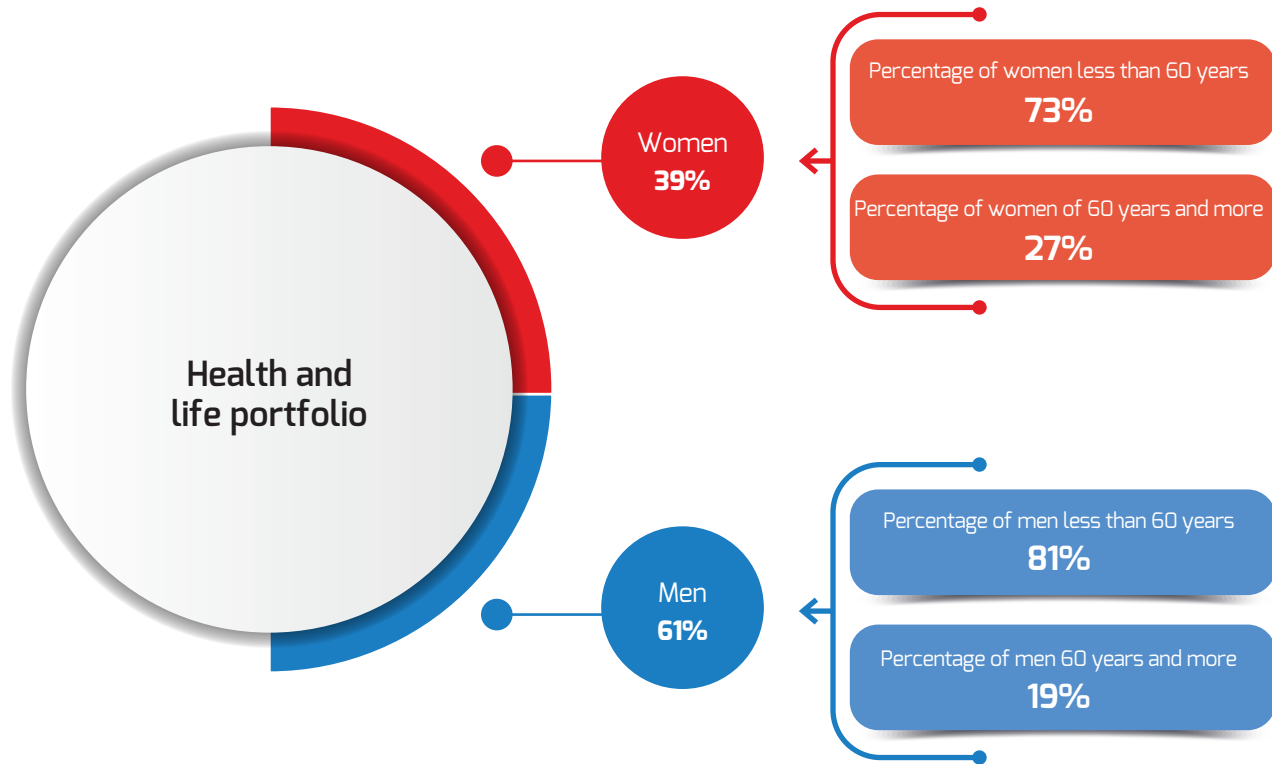 Health and
life portfolio
Women
39%
Percentage of women less than 60 years
73%
Percentage of women of 60 years and more
27%
Men
61%
Percentage of men less than 60 years
81%
Percentage of men 60 years and more
19%